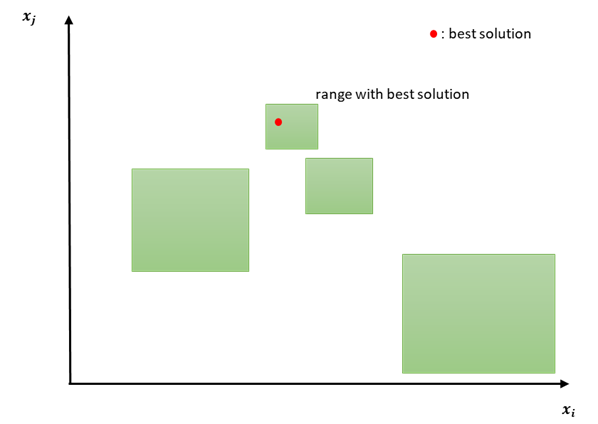 x_j
: best solution
range with best solution
x_i